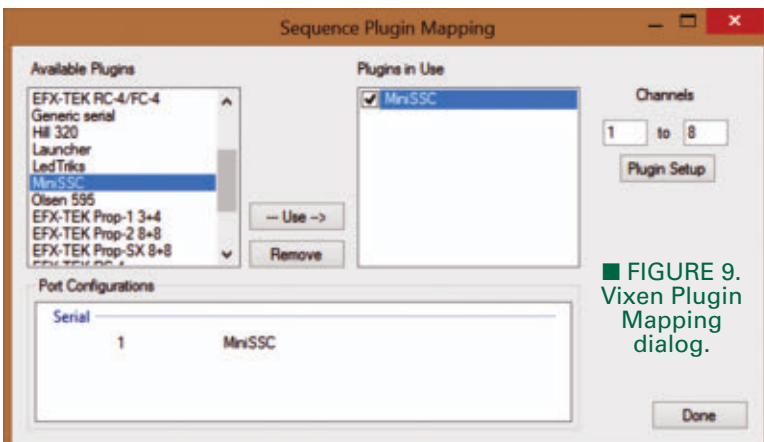 Sequence Plugin Mapping
Available Plugins
EFX-TEK RC-4/FC-4
Generic serial
Hill 320
Launcher
LedTriks
MiniSSC
Olsen 595
EFX-TEK Prop-1 3+4
EFX-TEK Prop-2 8+8
EFX-TEK Prop-SX 8+8
--- Use -->
Remove
Plugins in Use
MiniSSC
Channels
1 to 8
Plugin Setup
Port Configurations
Serial
1 MiniSSC
■ FIGURE 9.
Vixen Plugin
Mapping
dialog.
Done